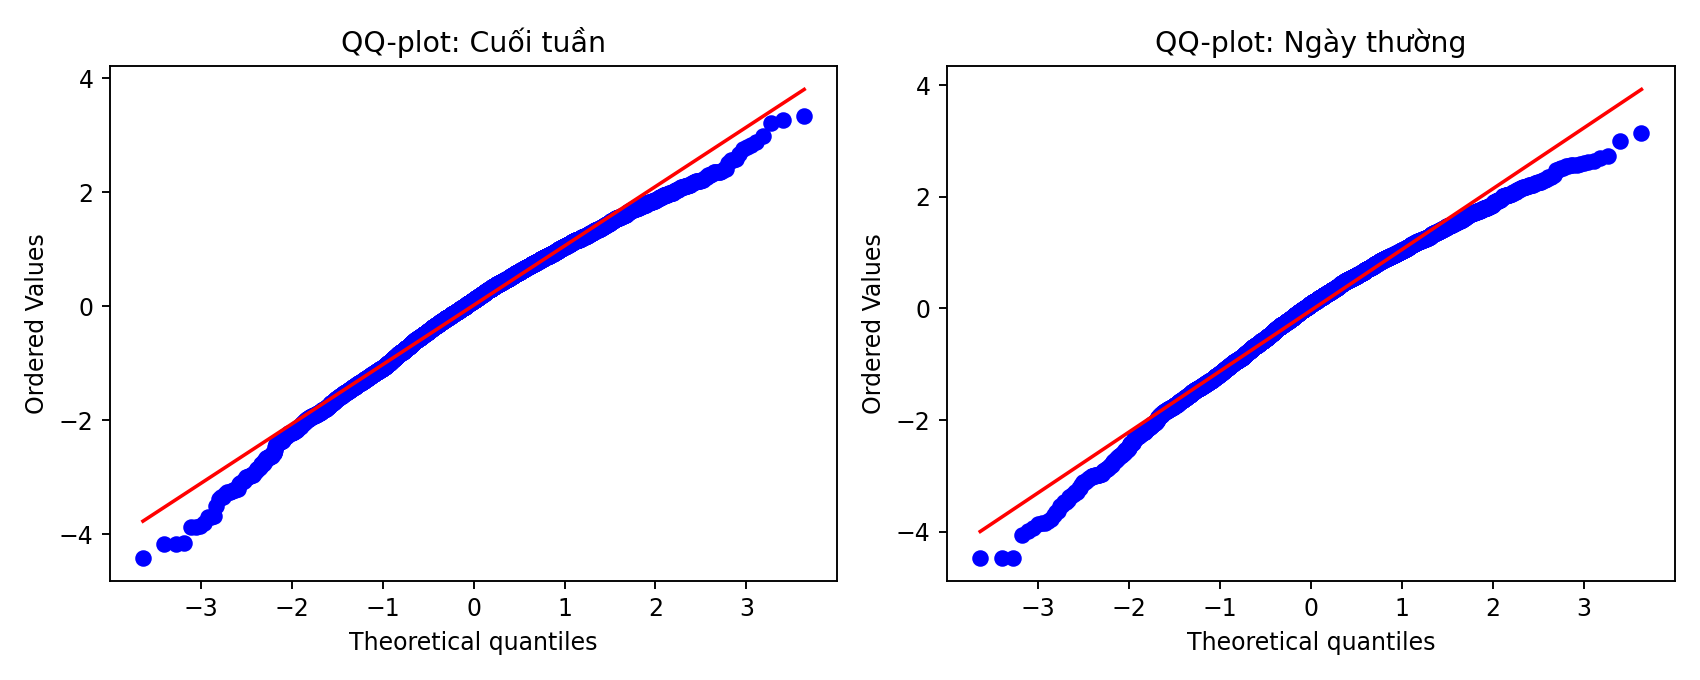 QQ-plot: Cuối tuần
4
2
0
−2
−4
Ordered Values
−3 −2 −1 0 1 2 3
Theoretical quantiles
QQ-plot: Ngày thường
4
2
0
−2
−4
Ordered Values
−3 −2 −1 0 1 2 3
Theoretical quantiles